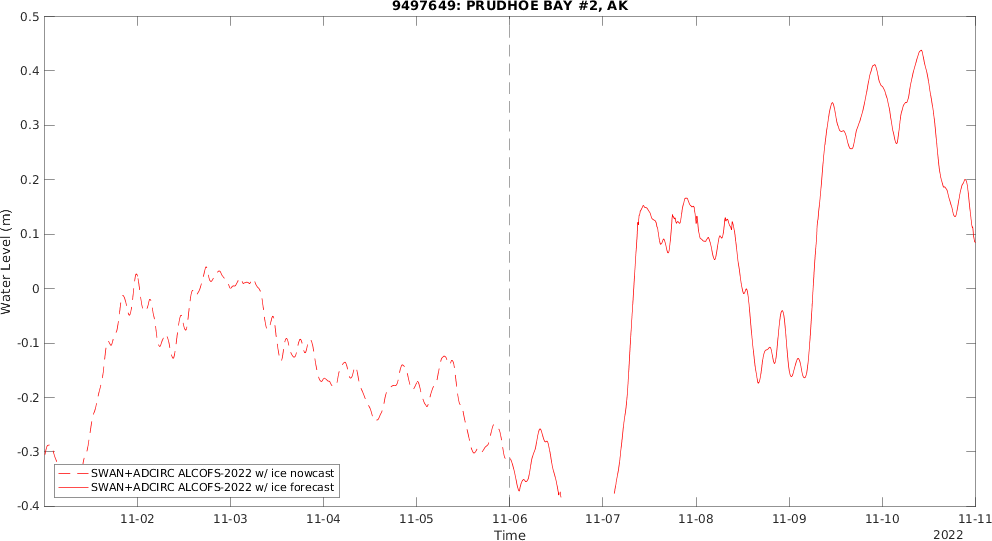 9497649: PRUDHOE BAY #2, AK
0.5
0.4
0.3
0.2
0.1
0
-0.1
-0.2
-0.3
-0.4
Water Level (m)
SWAN+ADCIRC ALCOFS-2022 w/ ice nowcast
SWAN+ADCIRC ALCOFS-2022 w/ ice forecast
11-02 11-03 11-04 11-05 11-06 11-07 11-08 11-09 11-10 11-11
Time
2022